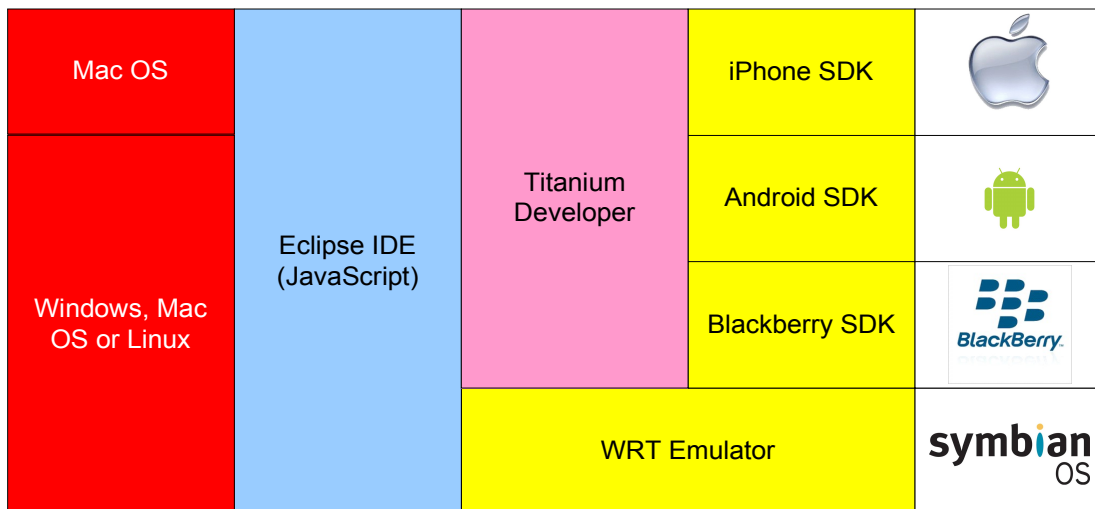 Mac OS
iPhone SDK
Titanium
Developer
Android SDK
Eclipse IDE
(JavaScript)
Windows, Mac
OS or Linux
Blackberry SDK
BlackBerry™
WRT Emulator
symbian
OS